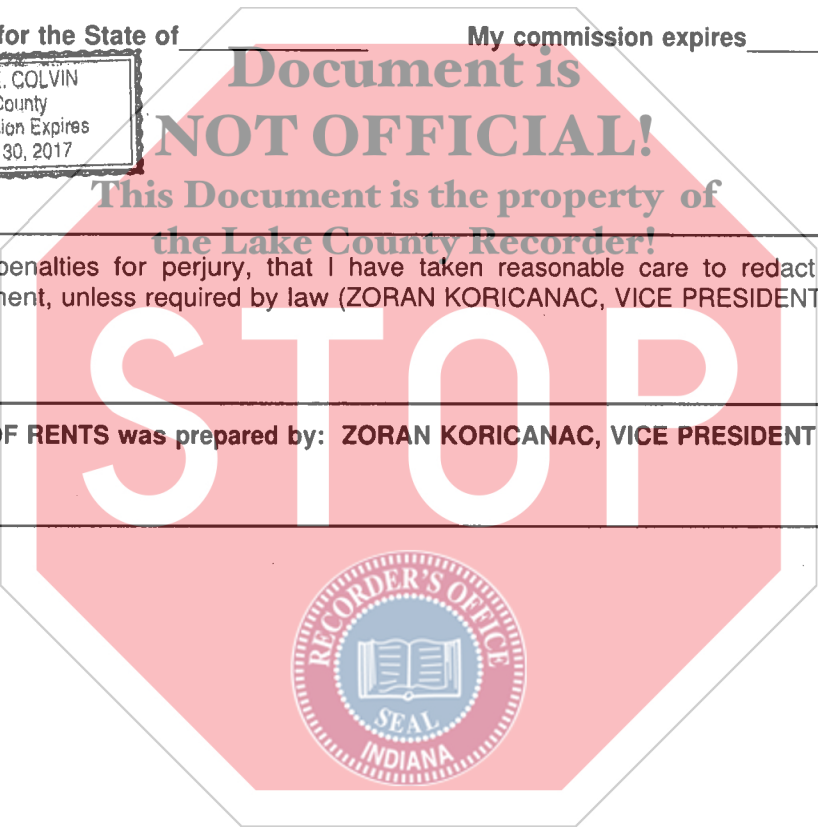 for the State of My commission expires
Document is
. COLVIN
County
ion Expires
30, 2017
NOT OFFICIAL!
This Document is the property of
the Lake County Recorder!
penalties for perjury, that I have taken reasonable care to redact
ent, unless required by law (ZORAN KORICANAC, VICE PRESIDENT
STOP
OF RENTS was prepared by: ZORAN KORICANAC, VICE PRESIDENT
RECORDER'S OFFICE
SEAL
INDIANA